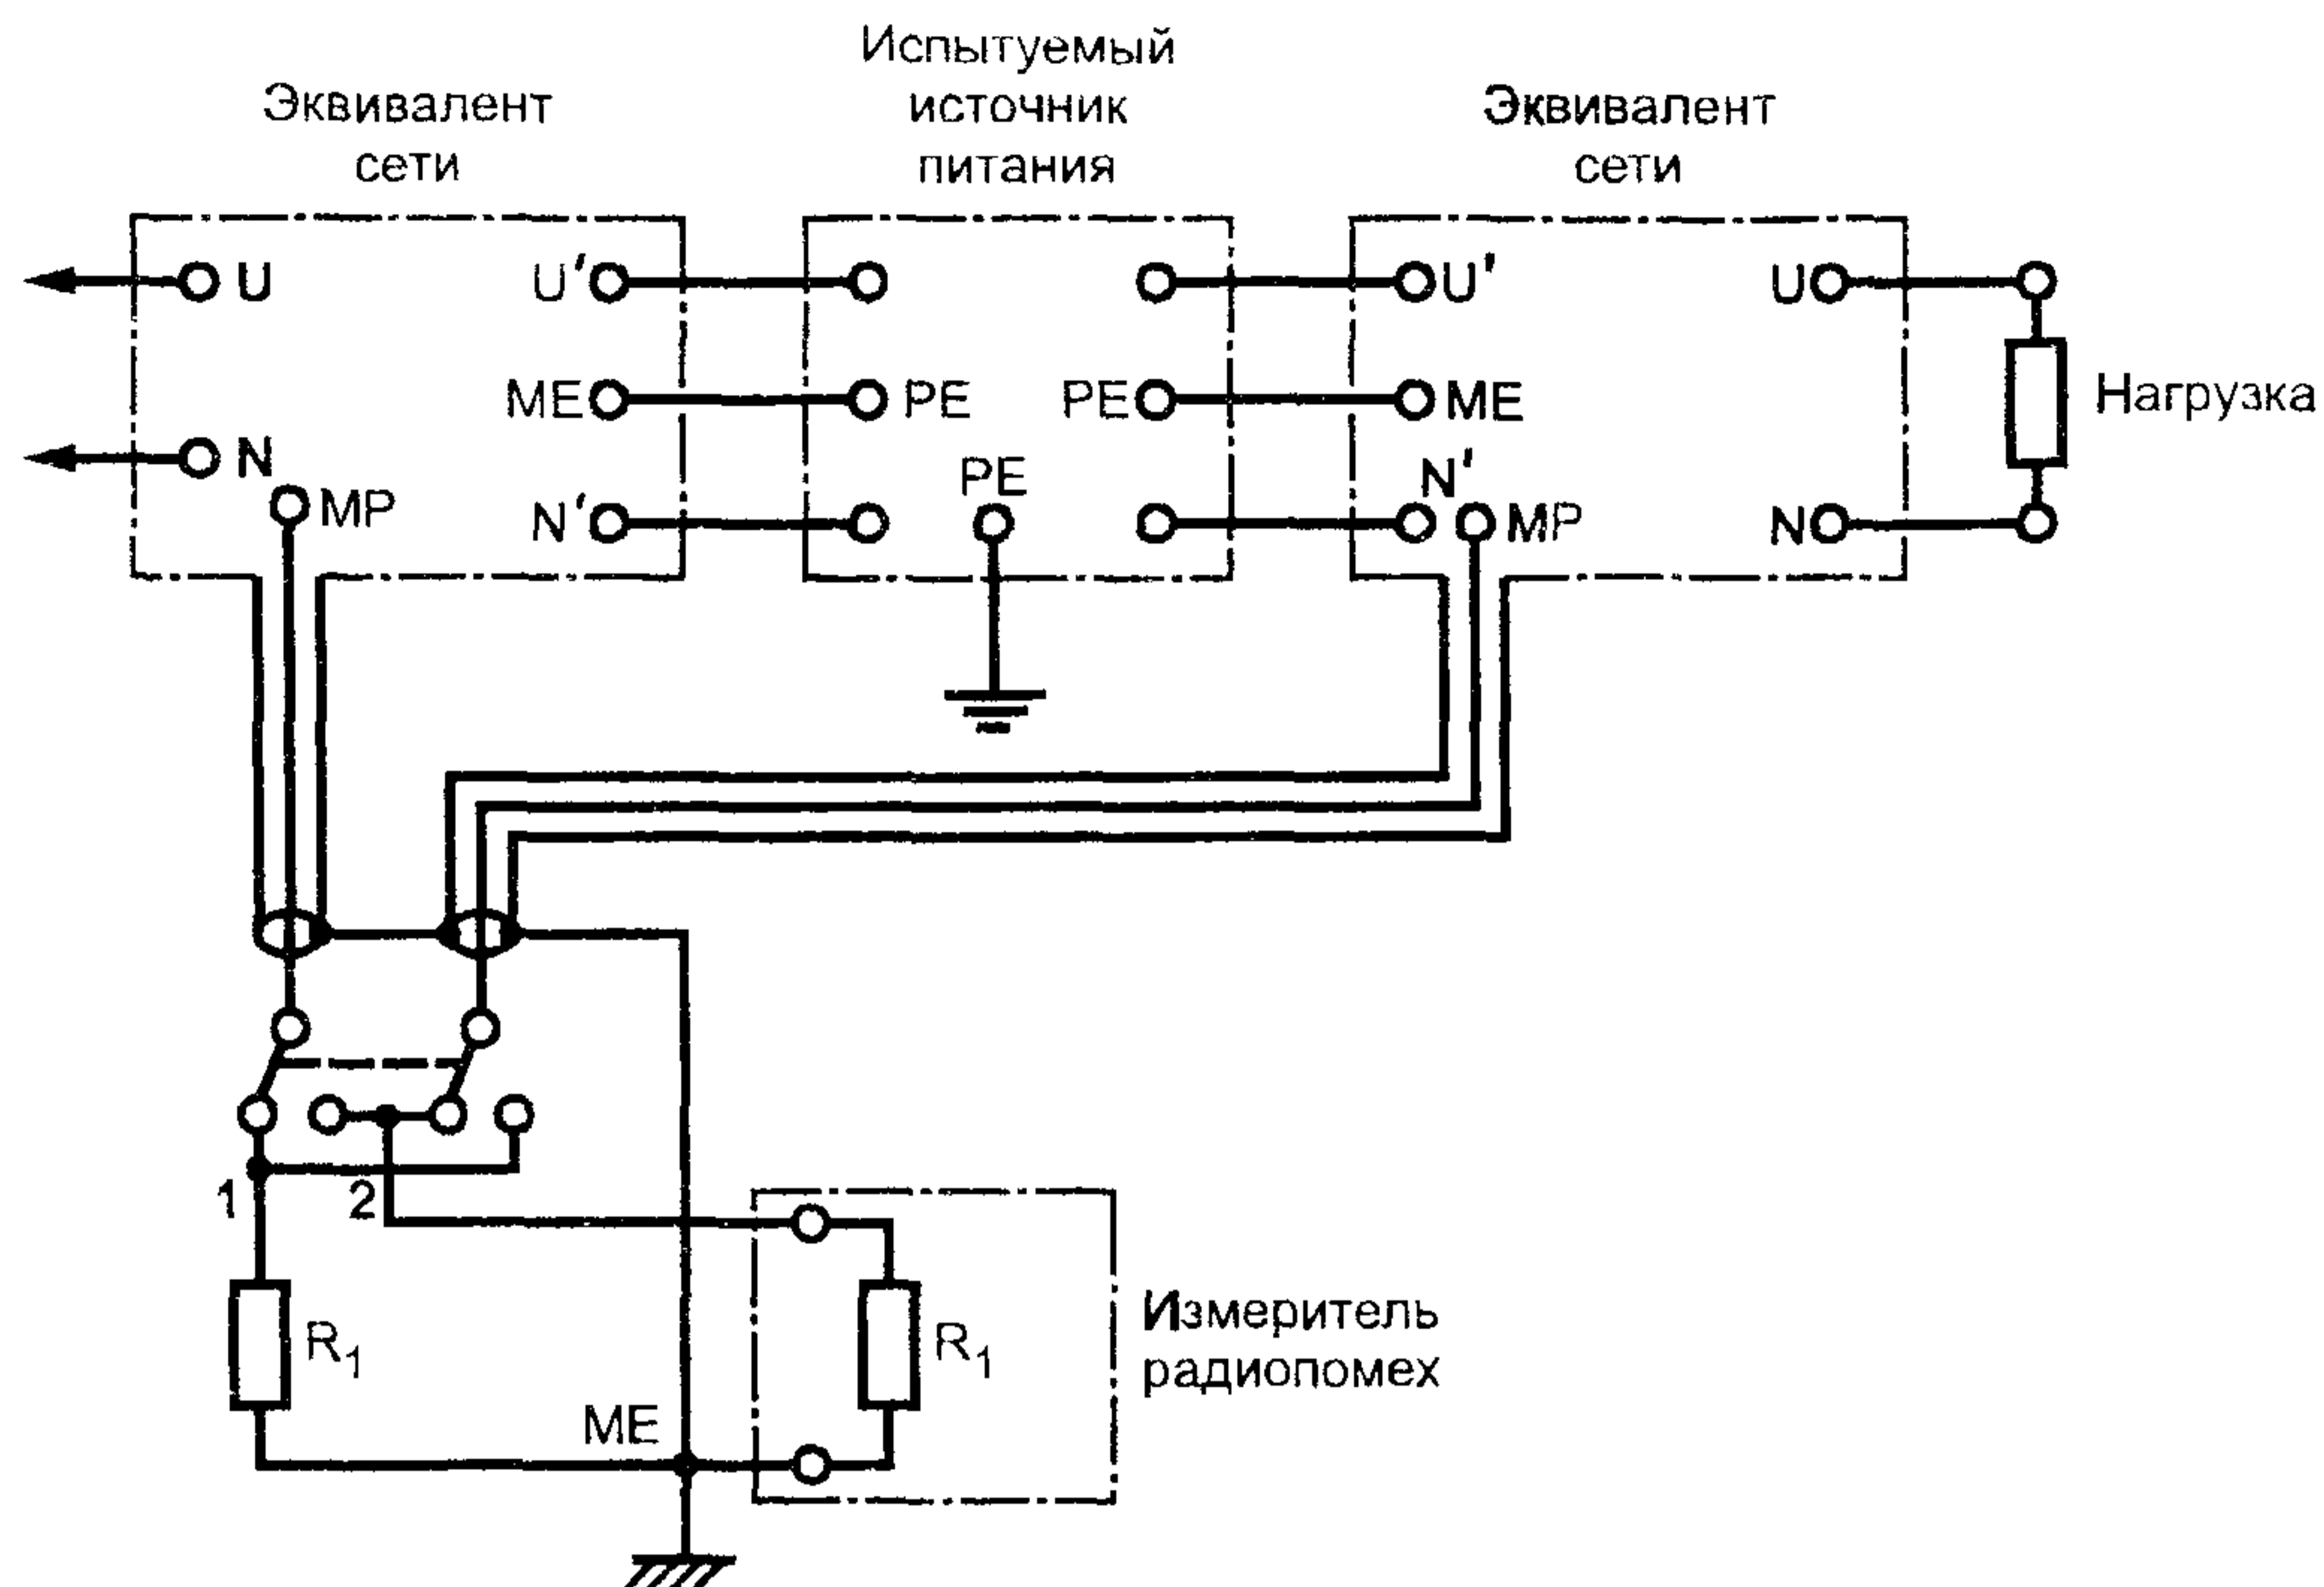 Испытуемый
источник
питания
Эквивалент
сети
Эквивалент
сети
U
U'
U'
U
ME
PE
PE
ME
Нагрузка
N
MP
N'
PE
N'
MP
N
1
2
R1
R1
Измеритель
радиопомех
ME